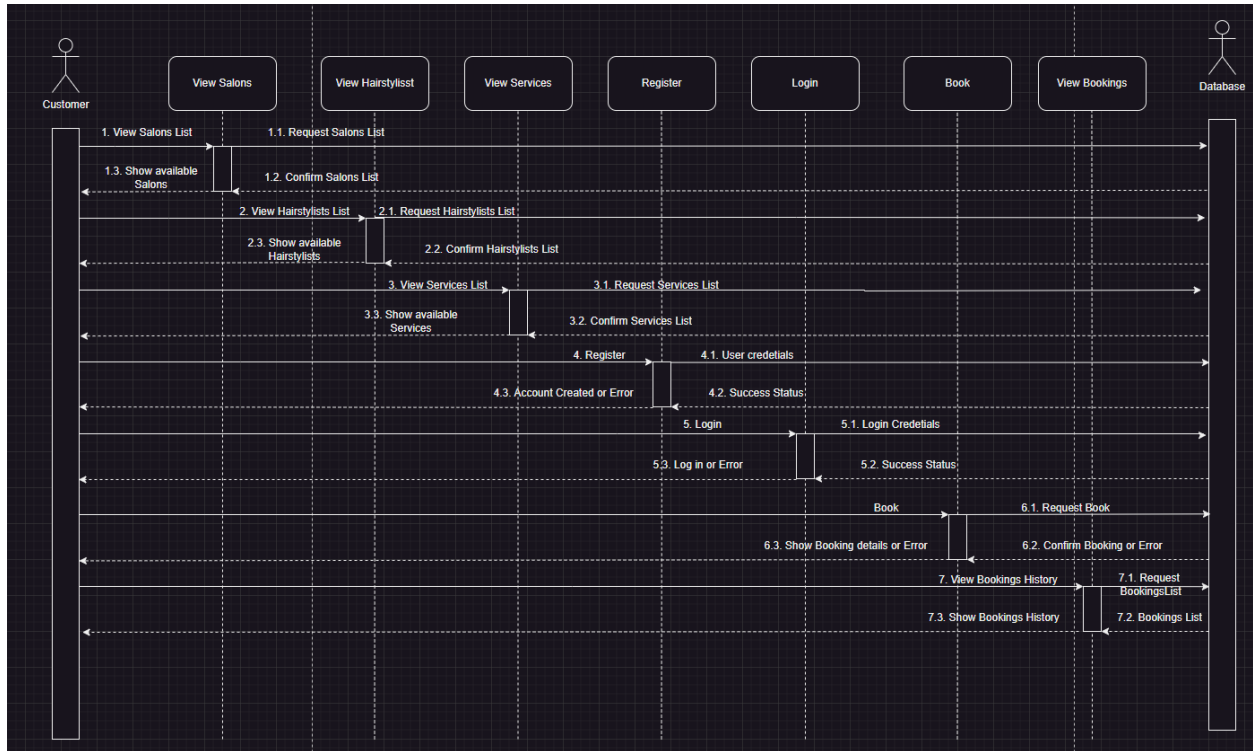 View Salons
View Hairstylisst
View Services
Register
Login
Book
View Bookings
Customer
Database
1. View Salons List
1.1. Request Salons List
1.3. Show available
Salons
1.2. Confirm Salons List
2. View Hairstylists List
2.1. Request Hairstylists List
2.3. Show available
Hairstylists
2.2. Confirm Hairstylists List
3. View Services List
3.1. Request Services List
3.3. Show available
Services
3.2. Confirm Services List
4. Register
4.1. User credetials
4.3. Account Created or Error
4.2. Success Status
5. Login
5.1. Login Credetials
5.3. Log in or Error
5.2. Success Status
Book
6.1. Request Book
6.3. Show Booking details or Error
6.2. Confirm Booking or Error
7. View Bookings History
7.1. Request
BookingsList
7.3. Show Bookings History
7.2. Bookings List